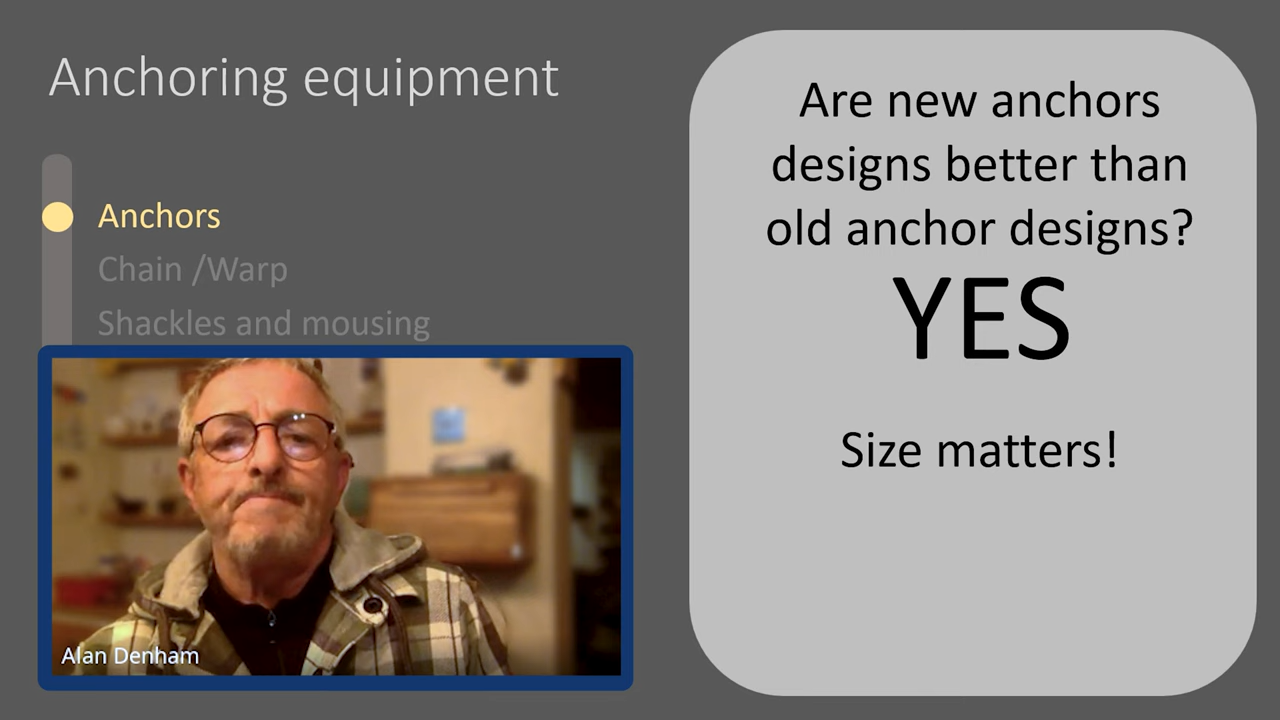 Anchoring equipment
Anchors
Chain /Warp
Shackles and mousing
Alan Denham
Are new anchors
designs better than
old anchor designs?
YES
Size matters!